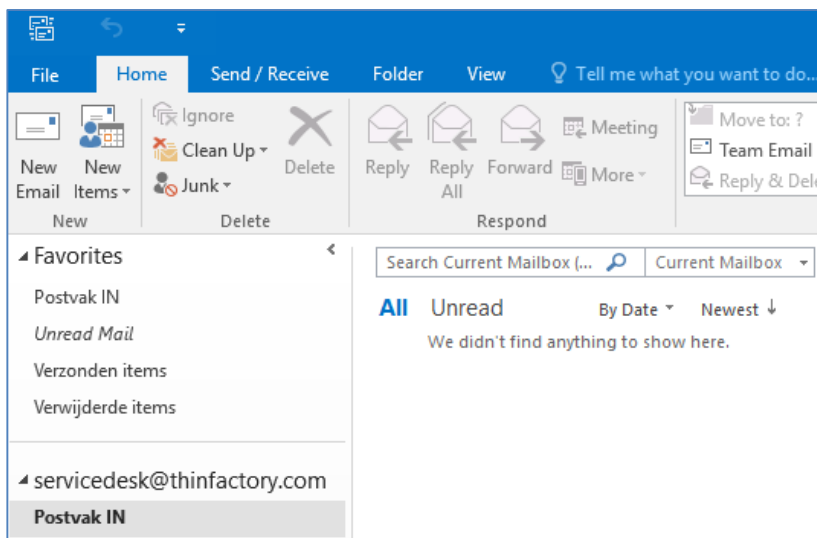 File Home Send / Receive Folder View Tell me what you want to do...
New Email
New Items
Ignore
Clean Up
Junk
Delete
Reply
Reply All
Forward
Meeting
More
Move to: ?
Team Email
Reply & Dele
New Delete Respond
Favorites
Postvak IN
Unread Mail
Verzonden items
Verwijderde items
servicedesk@thinfactory.com
Postvak IN
Search Current Mailbox (... Current Mailbox
All Unread By Date Newest
We didn't find anything to show here.